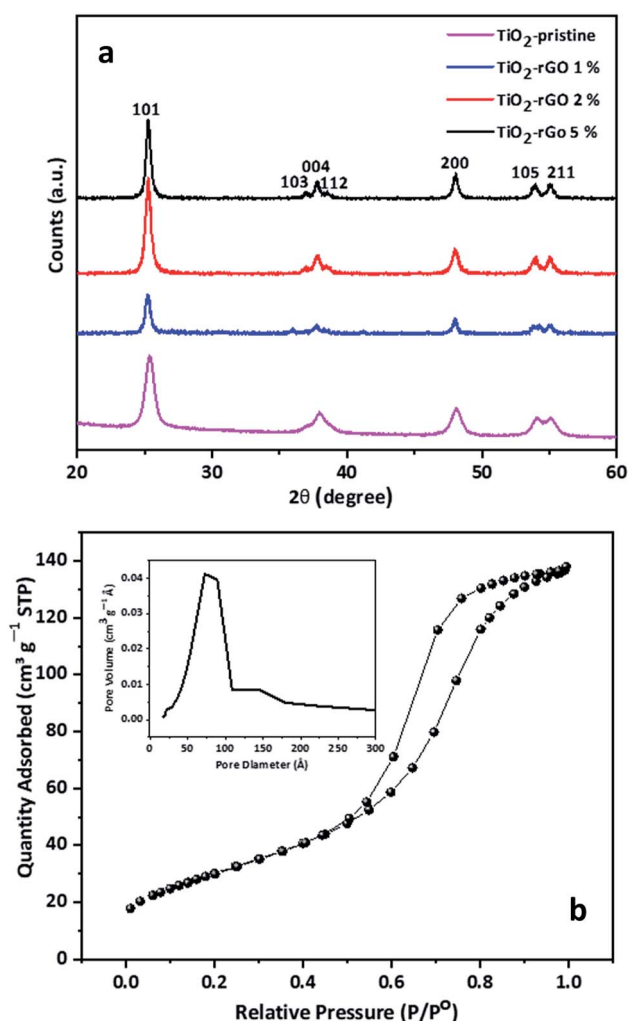 a
TiO₂-pristine
TiO₂-rGO 1 %
TiO₂-rGO 2 %
TiO₂-rGo 5 %
101
103
004
112
200
105
211
Counts (a.u.)
20 30 40 50 60
2θ (degree)
140
120
100
80
60
40
20
0
Quantity Adsorbed (cm³ g⁻¹ STP)
0.04
0.03
0.02
0.01
0.00
Pore Volume (cm³ g⁻¹ Å)
0 50 100 150 200 250 300
Pore Diameter (Å)
b
0.0 0.2 0.4 0.6 0.8 1.0
Relative Pressure (P/P⁰)